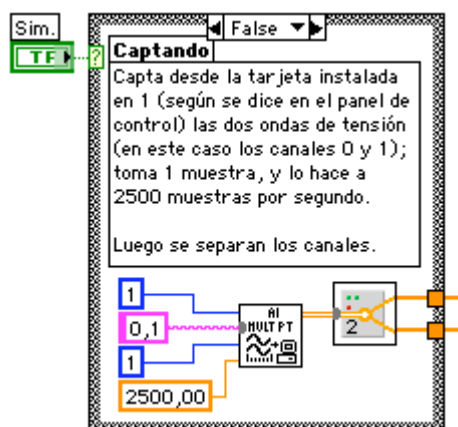 Sim.
TF
?
False
Captando
Capta desde la tarjeta instalada
en 1 (según se dice en el panel de
control) las dos ondas de tensión
(en este caso los canales 0 y 1);
toma 1 muestra, y lo hace a
2500 muestras por segundo.
Luego se separan los canales.
1
0,1
1
2500,00
AI
MULT PT
2